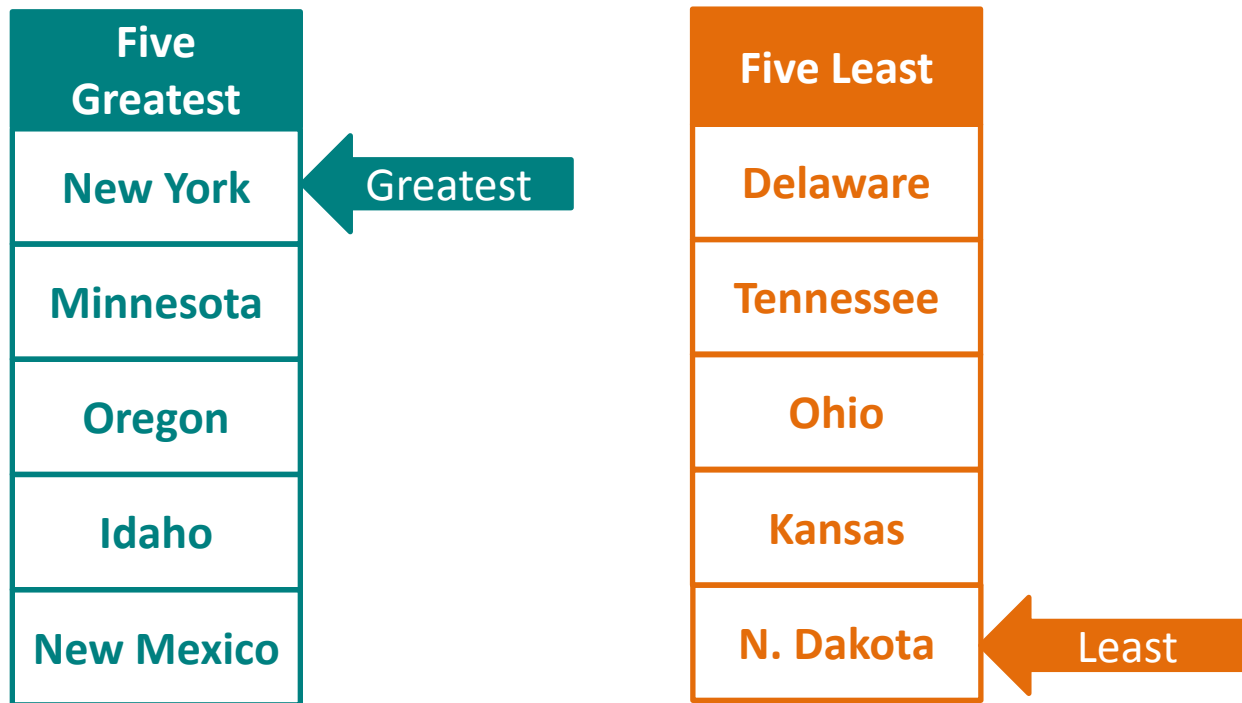 Five
Greatest
New York
Greatest
Minnesota
Oregon
Idaho
New Mexico
Five Least
Delaware
Tennessee
Ohio
Kansas
N. Dakota
Least